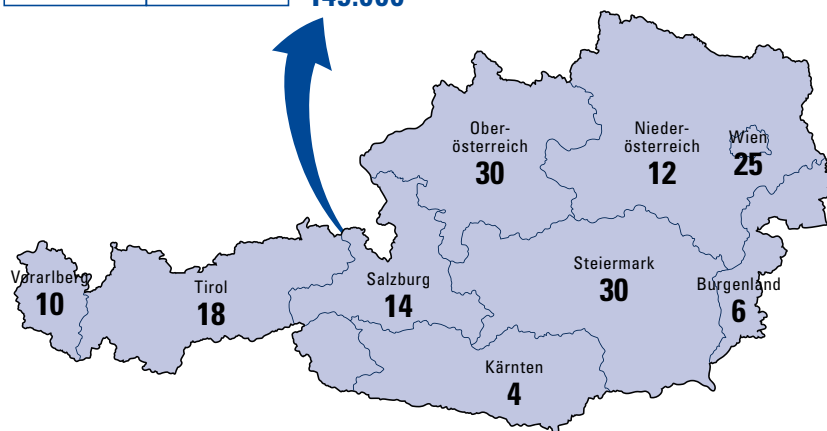 Ober-
österreich
30
Nieder-
österreich
12
Wien
25
Vorarlberg
10
Tirol
18
Salzburg
14
Steiermark
30
Burgenland
6
Kärnten
4